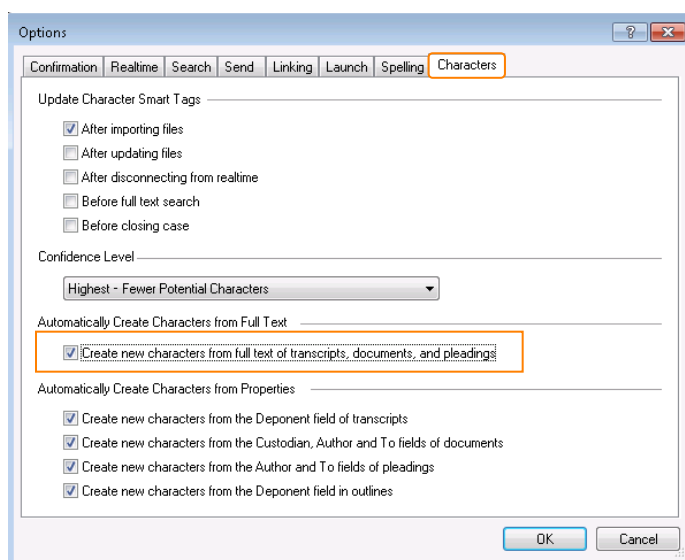 Options
?
Confirmation Realtime Search Send Linking Launch Spelling Characters
Update Character Smart Tags
After importing files
After updating files
After disconnecting from realtime
Before full text search
Before closing case
Confidence Level
Highest - Fewer Potential Characters
Automatically Create Characters from Full Text
Create new characters from full text of transcripts, documents, and pleadings
Automatically Create Characters from Properties
Create new characters from the Deponent field of transcripts
Create new characters from the Custodian, Author and To fields of documents
Create new characters from the Author and To fields of pleadings
Create new characters from the Deponent field in outlines
OK Cancel